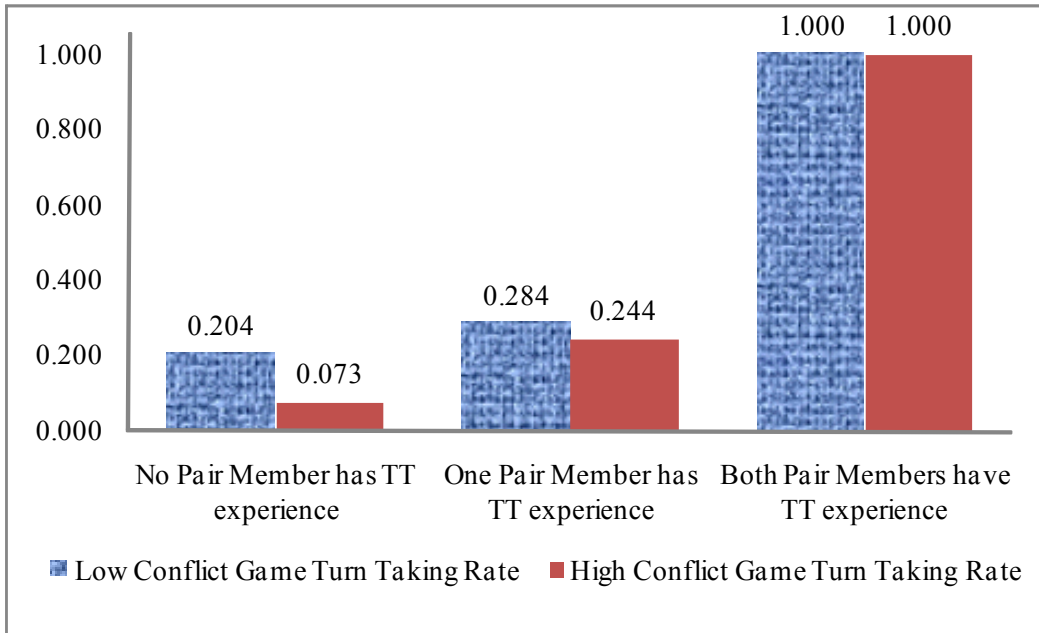 1.000 1.000
1.000
0.800
0.600
0.400
0.284
0.244
0.204
0.200
0.073
0.000
No Pair Member has TT experience
One Pair Member has TT experience
Both Pair Members have TT experience
Low Conflict Game Turn Taking Rate
High Conflict Game Turn Taking Rate